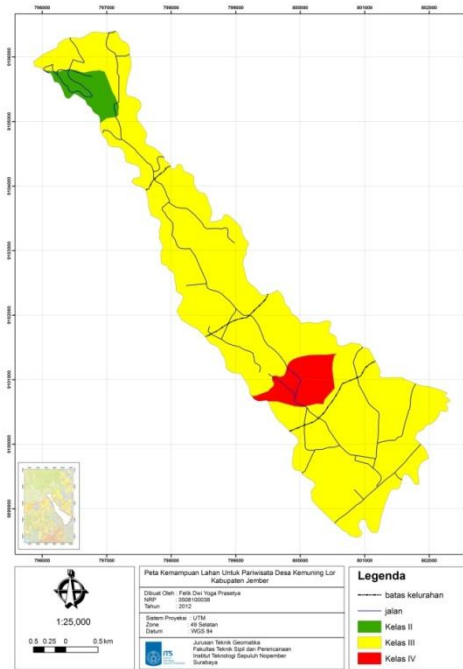 796000 797000 798000 799000 800000 801000 802000
Peta Kemampuan Lahan Untuk Pariwisata Desa Kemuning Lor
Kabupaten Jember
Dibuat Oleh : Felik Dwi Yoga Prasetya
NRP : 3508100038
Tahun : 2012
Sistem Proyeksi : UTM
Zone : 49 Selatan
Datum : WGS 84
ITS
Jurusan Teknik Geomatika
Fakultas Teknik Sipil dan Perencanaan
Institut Teknologi Sepuluh Nopember
Surabaya
1:25,000
0.5 0.25 0 0.5 km
Legenda
batas kelurahan
jalan
Kelas II
Kelas III
Kelas IV